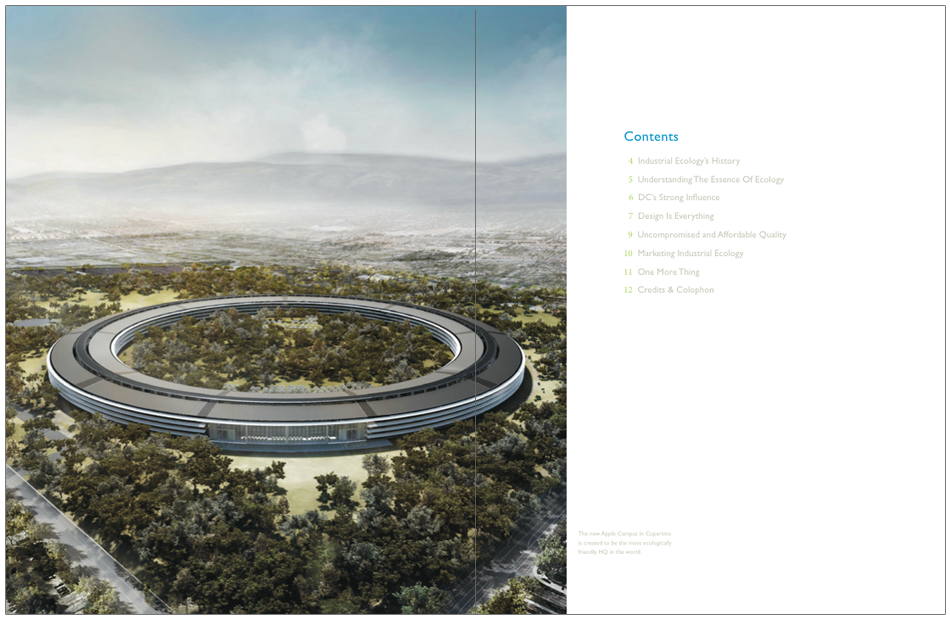 Contents
4 Industrial Ecology's History
5 Understanding The Essence Of Ecology
6 DC's Strong Influence
7 Design Is Everything
9 Uncompromised and Affordable Quality
10 Marketing Industrial Ecology
11 One More Thing
12 Credits & Colophon
The new Apple Campus in Cupertino
is created to be the most ecologically
friendly HQ in the world.